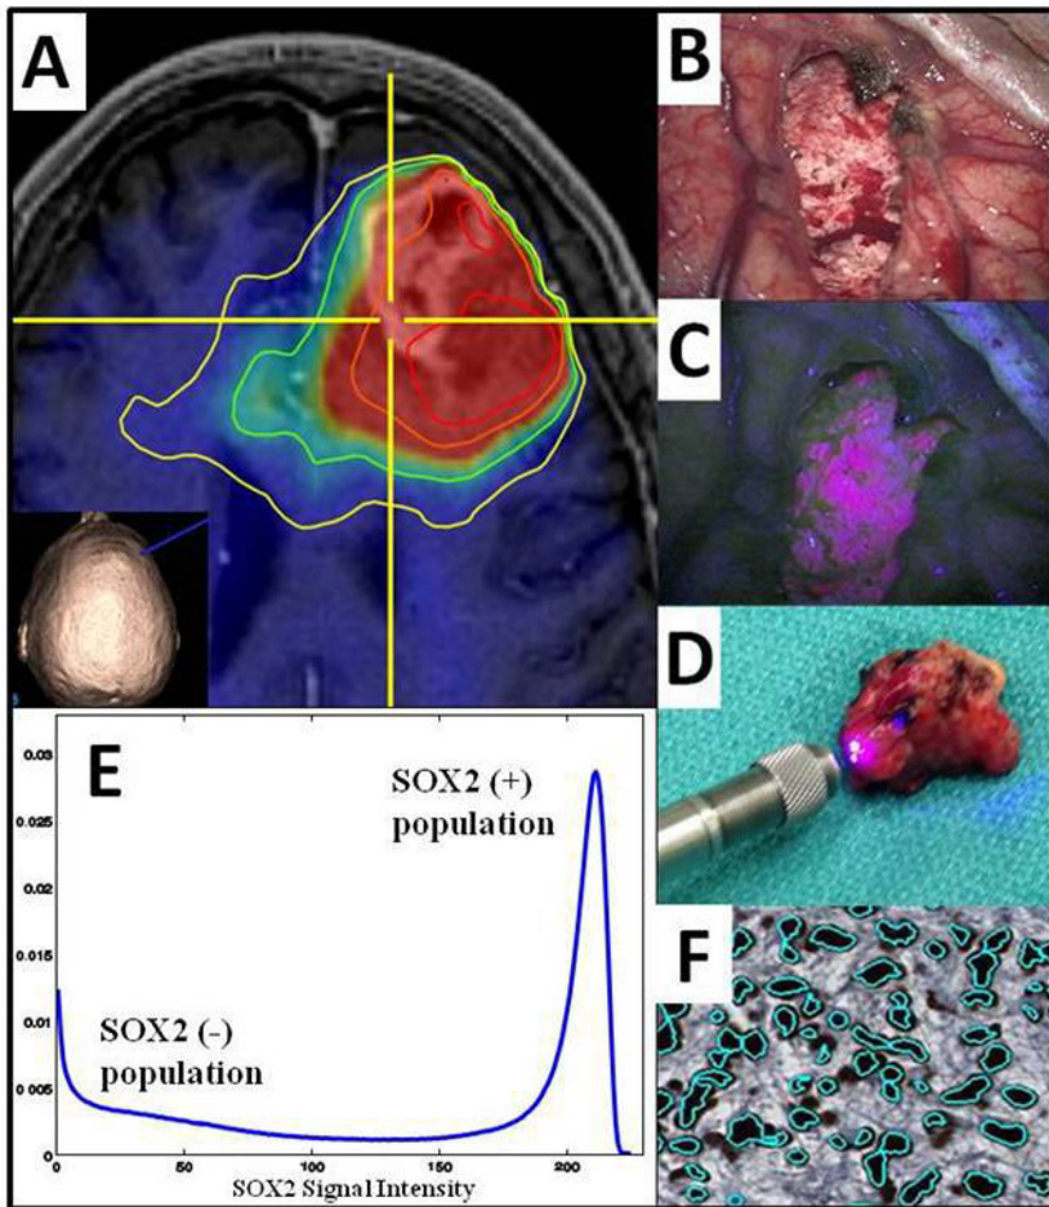 A
B
C
D
E
F
SOX2 (+)
population
SOX2 (-)
population
0.03
0.025
0.02
0.015
0.01
0 005
0
0
50
100
150
200
SOX2 Signal Intensity